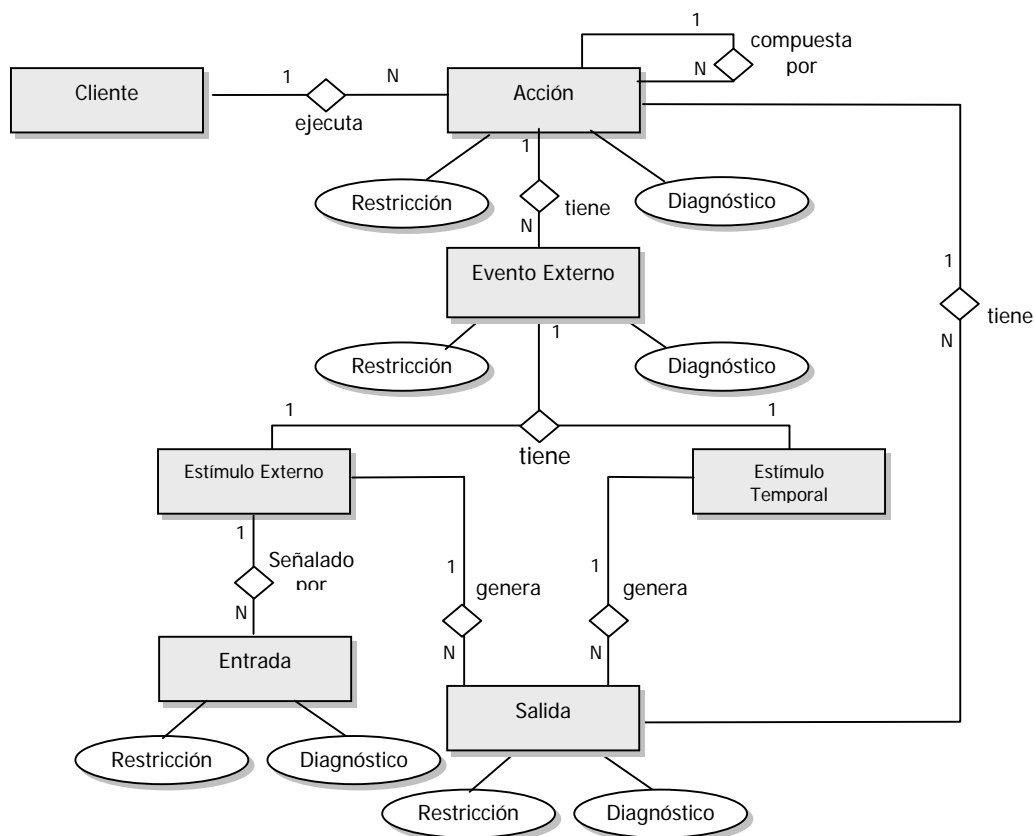 1
compuesta
por
N
Cliente
1
N
ejecuta
Acción
1
Restricción
tiene
Diagnóstico
N
Evento Externo
1
Restricción
Diagnóstico
1
tiene
N
1
1
tiene
Estímulo Externo
Estímulo
Temporal
1
Señalado
por
N
1
genera
N
1
genera
N
Entrada
Salida
Restricción
Diagnóstico
Restricción
Diagnóstico